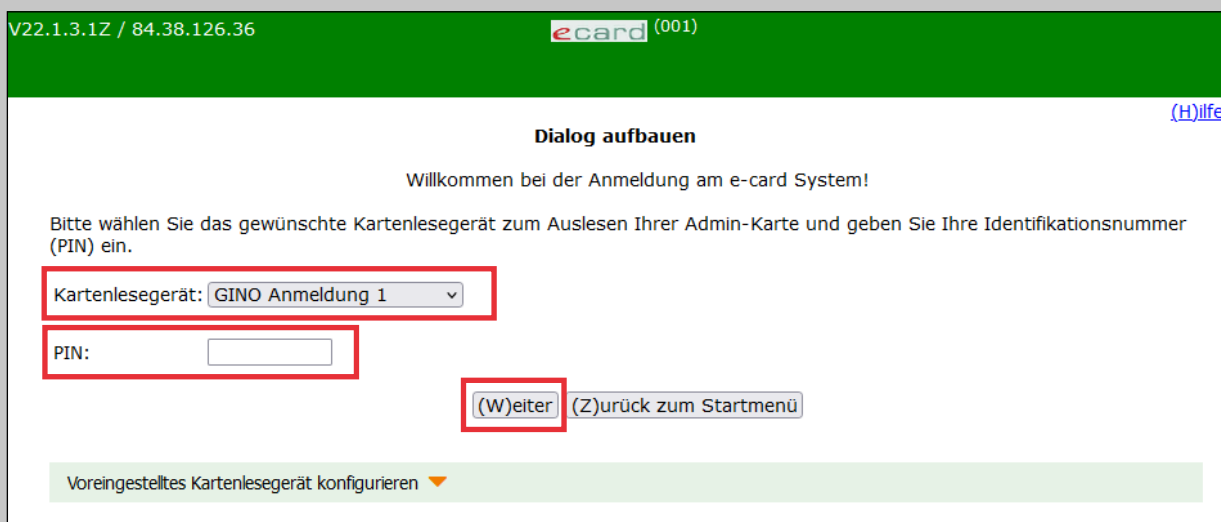 V22.1.3.1Z / 84.38.126.36
ecard (001)
(H)ilfe
Dialog aufbauen
Willkommen bei der Anmeldung am e-card System!
Bitte wählen Sie das gewünschte Kartenlesegerät zum Auslesen Ihrer Admin-Karte und geben Sie Ihre Identifikationsnummer
(PIN) ein.
Kartenlesegerät: GINO Anmeldung 1
PIN:
(W)eiter (Z)urück zum Startmenü
Voreingestelltes Kartenlesegerät konfigurieren